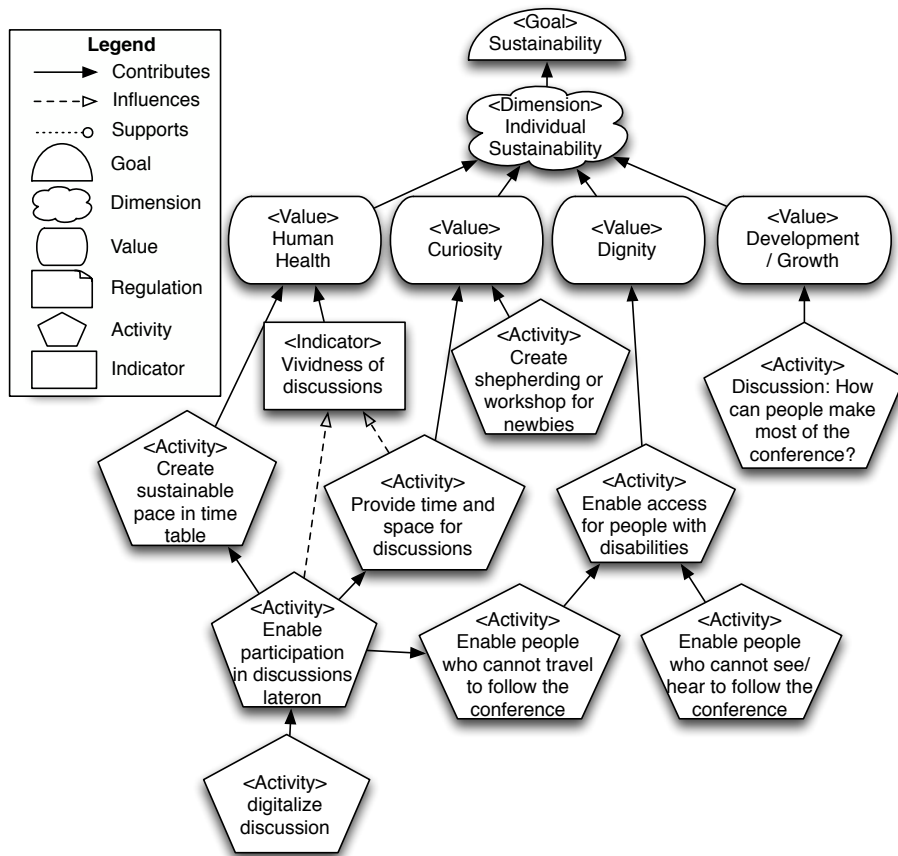 Legend
Contributes
Influences
Supports
Goal
Dimension
Value
Regulation
Activity
Indicator
<Goal>
Sustainability
<Dimension>
Individual
Sustainability
<Value>
Human
Health
<Value>
Curiosity
<Value>
Dignity
<Value>
Development
/ Growth
<Indicator>
Vividness of
discussions
<Activity>
Create
shepherding or
workshop for
newbies
<Activity>
Discussion: How
can people make
most of the
conference?
<Activity>
Create
sustainable
pace in time
table
<Activity>
Provide time and
space for
discussions
<Activity>
Enable access
for people with
disabilities
<Activity>
Enable
participation
in discussions
lateron
<Activity>
Enable people
who cannot travel
to follow the
conference
<Activity>
Enable people
who cannot see/
hear to follow the
conference
<Activity>
digitalize
discussion